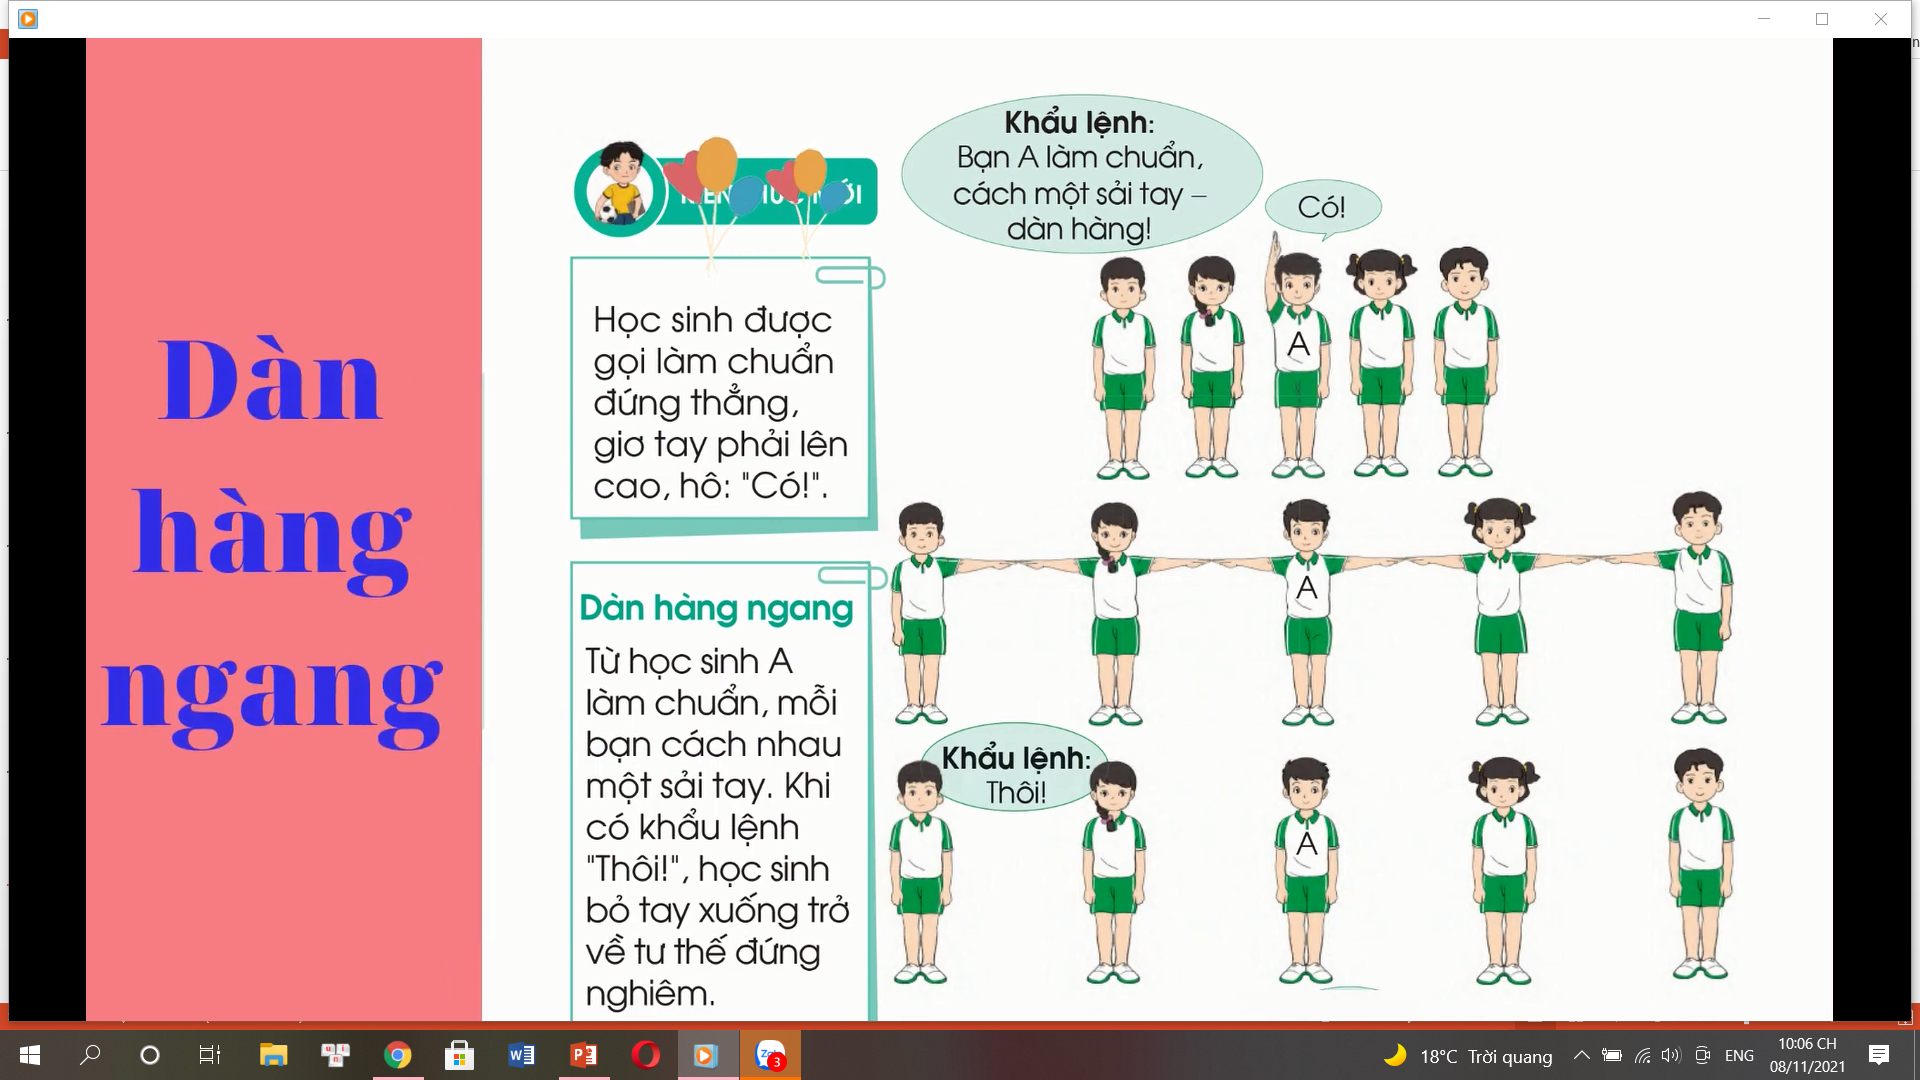 Dàn
hàng
ngang
Khẩu lệnh:
Bạn A làm chuẩn,
cách một sải tay –
dàn hàng!
Có!
A
Học sinh được
gọi làm chuẩn
đứng thẳng,
giơ tay phải lên
cao, hô: "Có!".
A
Dàn hàng ngang
Từ học sinh A
làm chuẩn, mỗi
bạn cách nhau
một sải tay. Khi
có khẩu lệnh
"Thôi!", học sinh
bỏ tay xuống trở
về tư thế đứng
nghiêm.
Khẩu lệnh:
Thôi!
A
3
18°C Trời quang
ENG
10:06 CH
08/11/2021